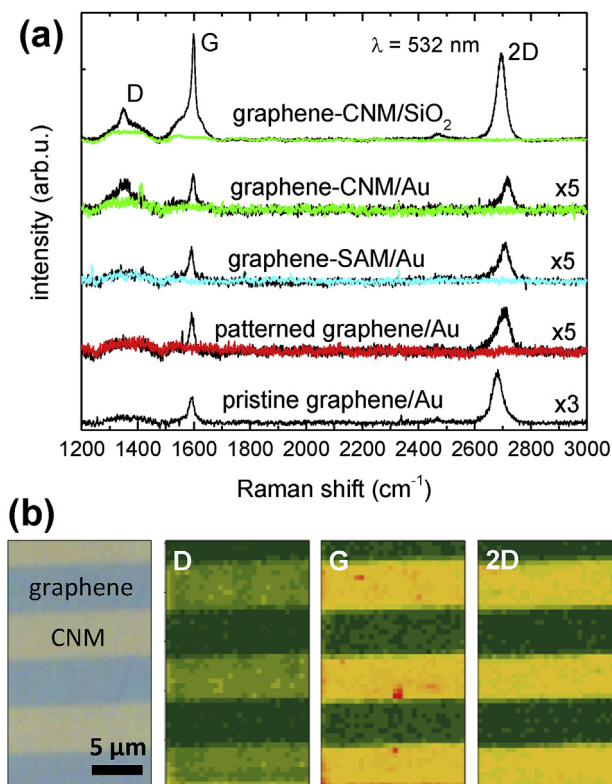 (a)
D
G
λ = 532 nm
2D
graphene-CNM/SiO₂
graphene-CNM/Au
x5
graphene-SAM/Au
x5
patterned graphene/Au
x5
pristine graphene/Au
x3
intensity (arb.u.)
1200 1400 1600 1800 2000 2200 2400 2600 2800 3000
Raman shift (cm⁻¹)
(b)
graphene
CNM
5 µm
D
G
2D